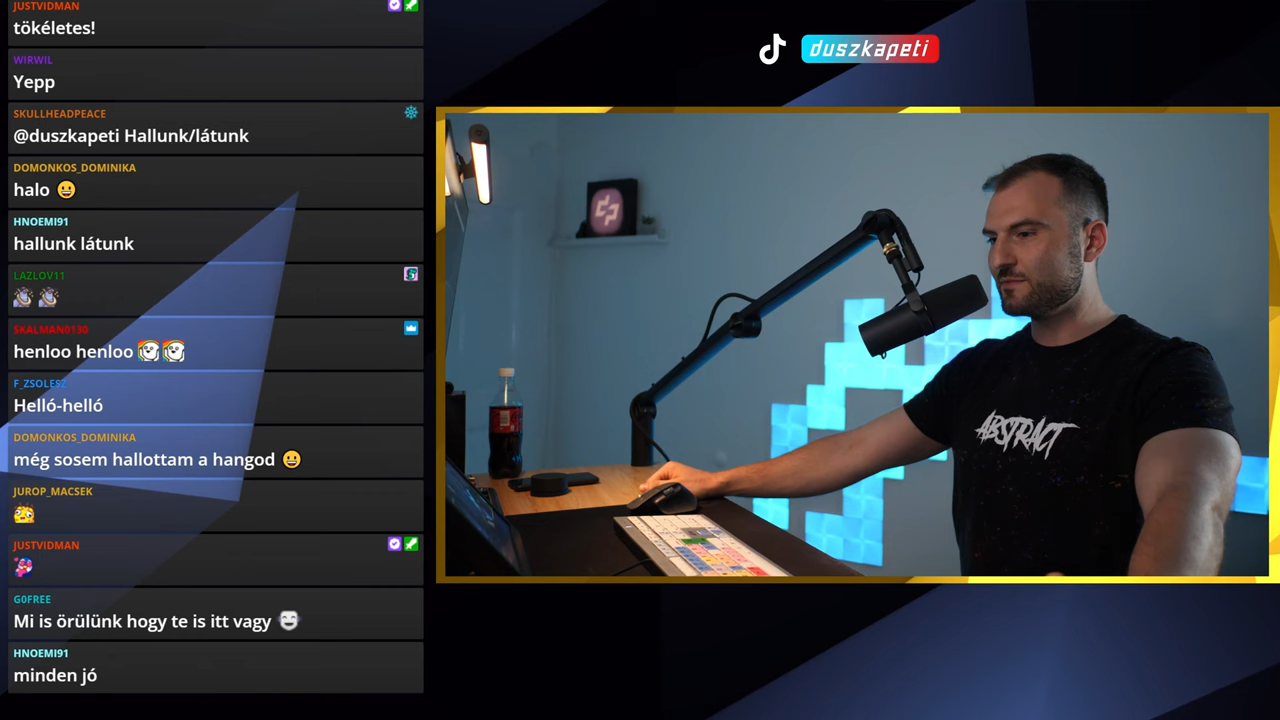 JUSTVIDMAN
tökéletes!
WIRWIL
Yepp
SKULLHEADPEACE
@duszkapeti Hallunk/látunk
DOMONKOS_DOMINIKA
halo 😀
HNOEMI91
hallunk látunk
LAZLOV11
SKALMAN0130
henloo henloo
F_ZSOLESZ
Helló-helló
DOMONKOS_DOMINIKA
még sosem hallottam a hangod 😀
JUROP_MACSEK
JUSTVIDMAN
G0FREE
Mi is örülünk hogy te is itt vagy
HNOEMI91
minden jó
duszkapeti
dp
ABSTRACT